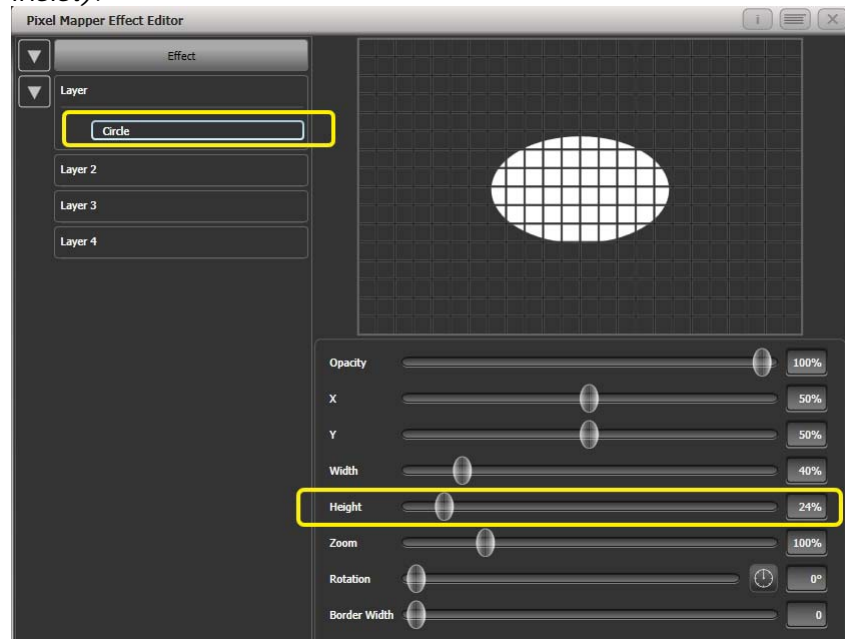 Pixel Mapper Effect Editor
Effect
Layer
Circle
Layer 2
Layer 3
Layer 4
Opacity 100%
X 50%
Y 50%
Width 40%
Height 24%
Zoom 100%
Rotation 0°
Border Width 0